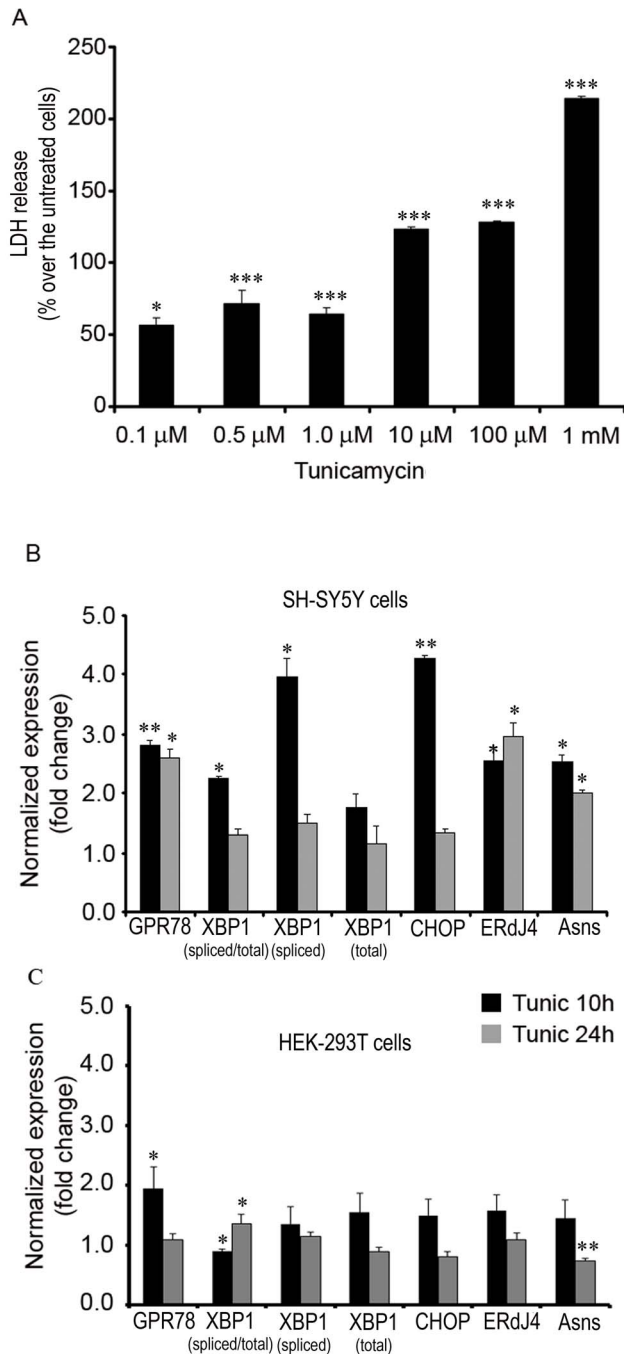 A
LDH release
(% over the untreated cells)
250
200
150
100
50
0
*
***
***
***
***
***
0.1 µM 0.5 µM 1.0 µM 10 µM 100 µM 1 mM
Tunicamycin
B
SH-SY5Y cells
Normalized expression
(fold change)
5.0
4.0
3.0
2.0
1.0
0.0
** * * * ** * * * *
GPR78 XBP1 XBP1 XBP1 CHOP ERdJ4 Asns
(spliced/total) (spliced) (total)
C
Tunic 10h
Tunic 24h
HEK-293T cells
Normalized expression
(fold change)
5.0
4.0
3.0
2.0
1.0
0.0
* * * **
GPR78 XBP1 XBP1 XBP1 CHOP ERdJ4 Asns
(spliced/total) (spliced) (total)